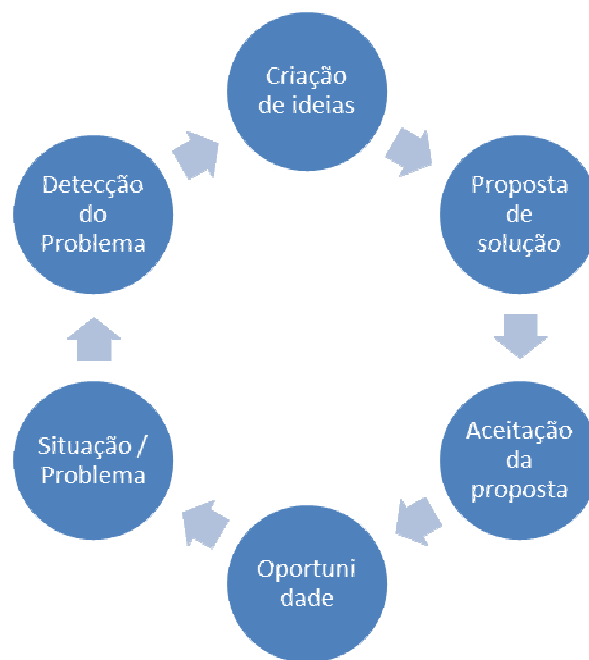 Criação
de ideias
Proposta
de
solução
Aceitação
da
proposta
Oportuni
dade
Situação /
Problema
Detecção
do
Problema